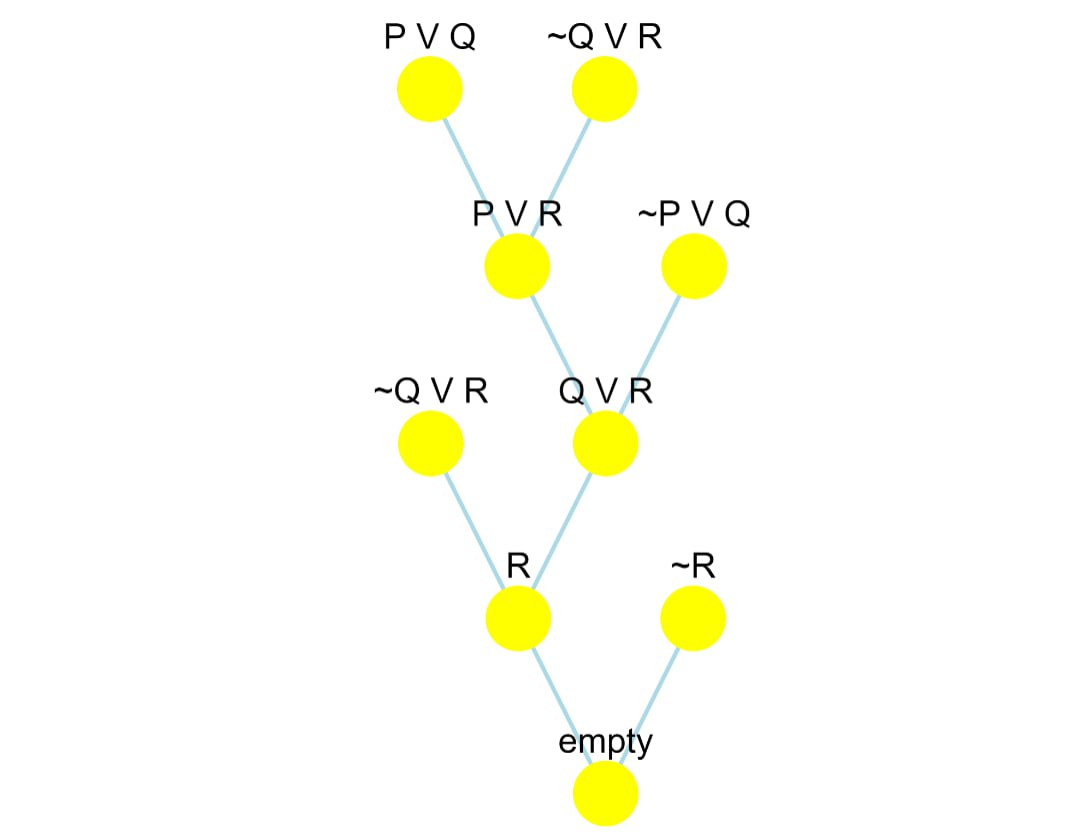 P V Q
~Q V R
P V R
~P V Q
~Q V R
Q V R
R
~R
empty